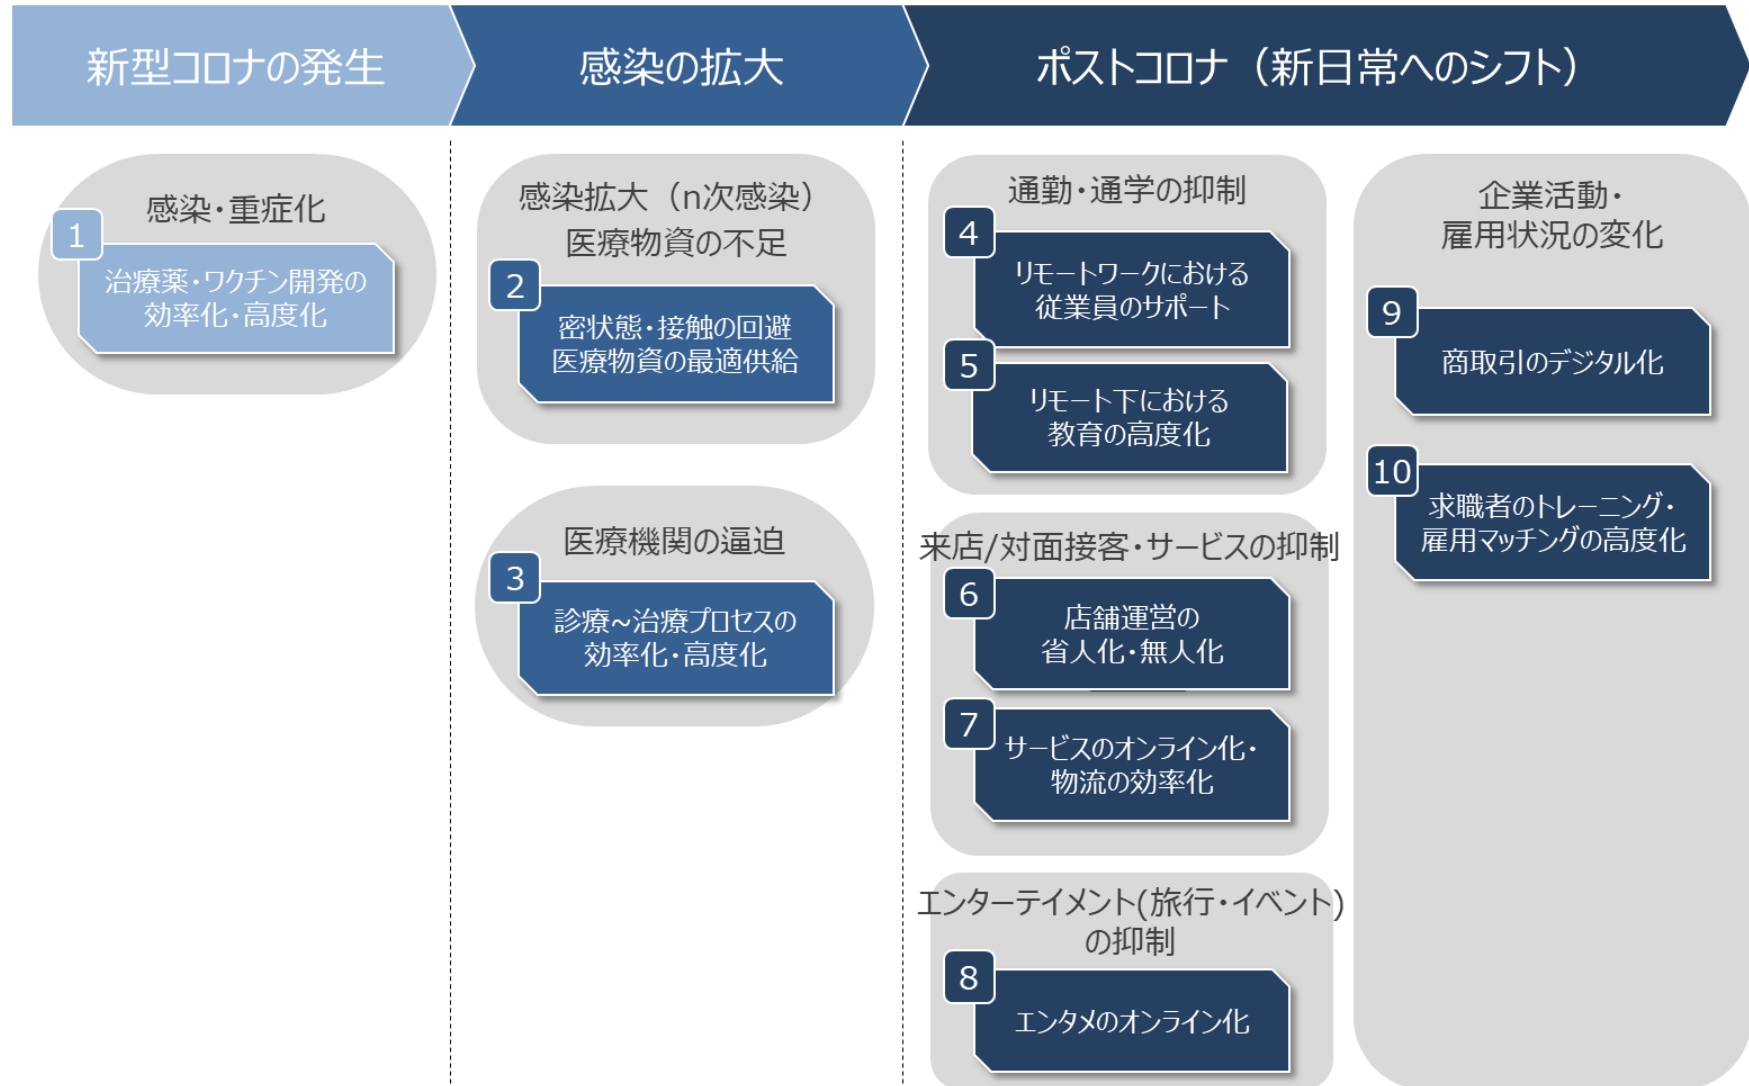 新型コロナの発生
感染の拡大
ポストコロナ（新日常へのシフト）
感染・重症化
1
治療薬・ワクチン開発の
効率化・高度化
感染拡大（n次感染）
医療物資の不足
2
密状態・接触の回避
医療物資の最適供給
医療機関の逼迫
3
診療~治療プロセスの
効率化・高度化
通勤・通学の抑制
4
リモートワークにおける
従業員のサポート
5
リモート下における
教育の高度化
来店/対面接客・サービスの抑制
6
店舗運営の
省人化・無人化
7
サービスのオンライン化・
物流の効率化
エンターテイメント(旅行・イベント)
の抑制
8
エンタメのオンライン化
企業活動・
雇用状況の変化
9
商取引のデジタル化
10
求職者のトレーニング・
雇用マッチングの高度化